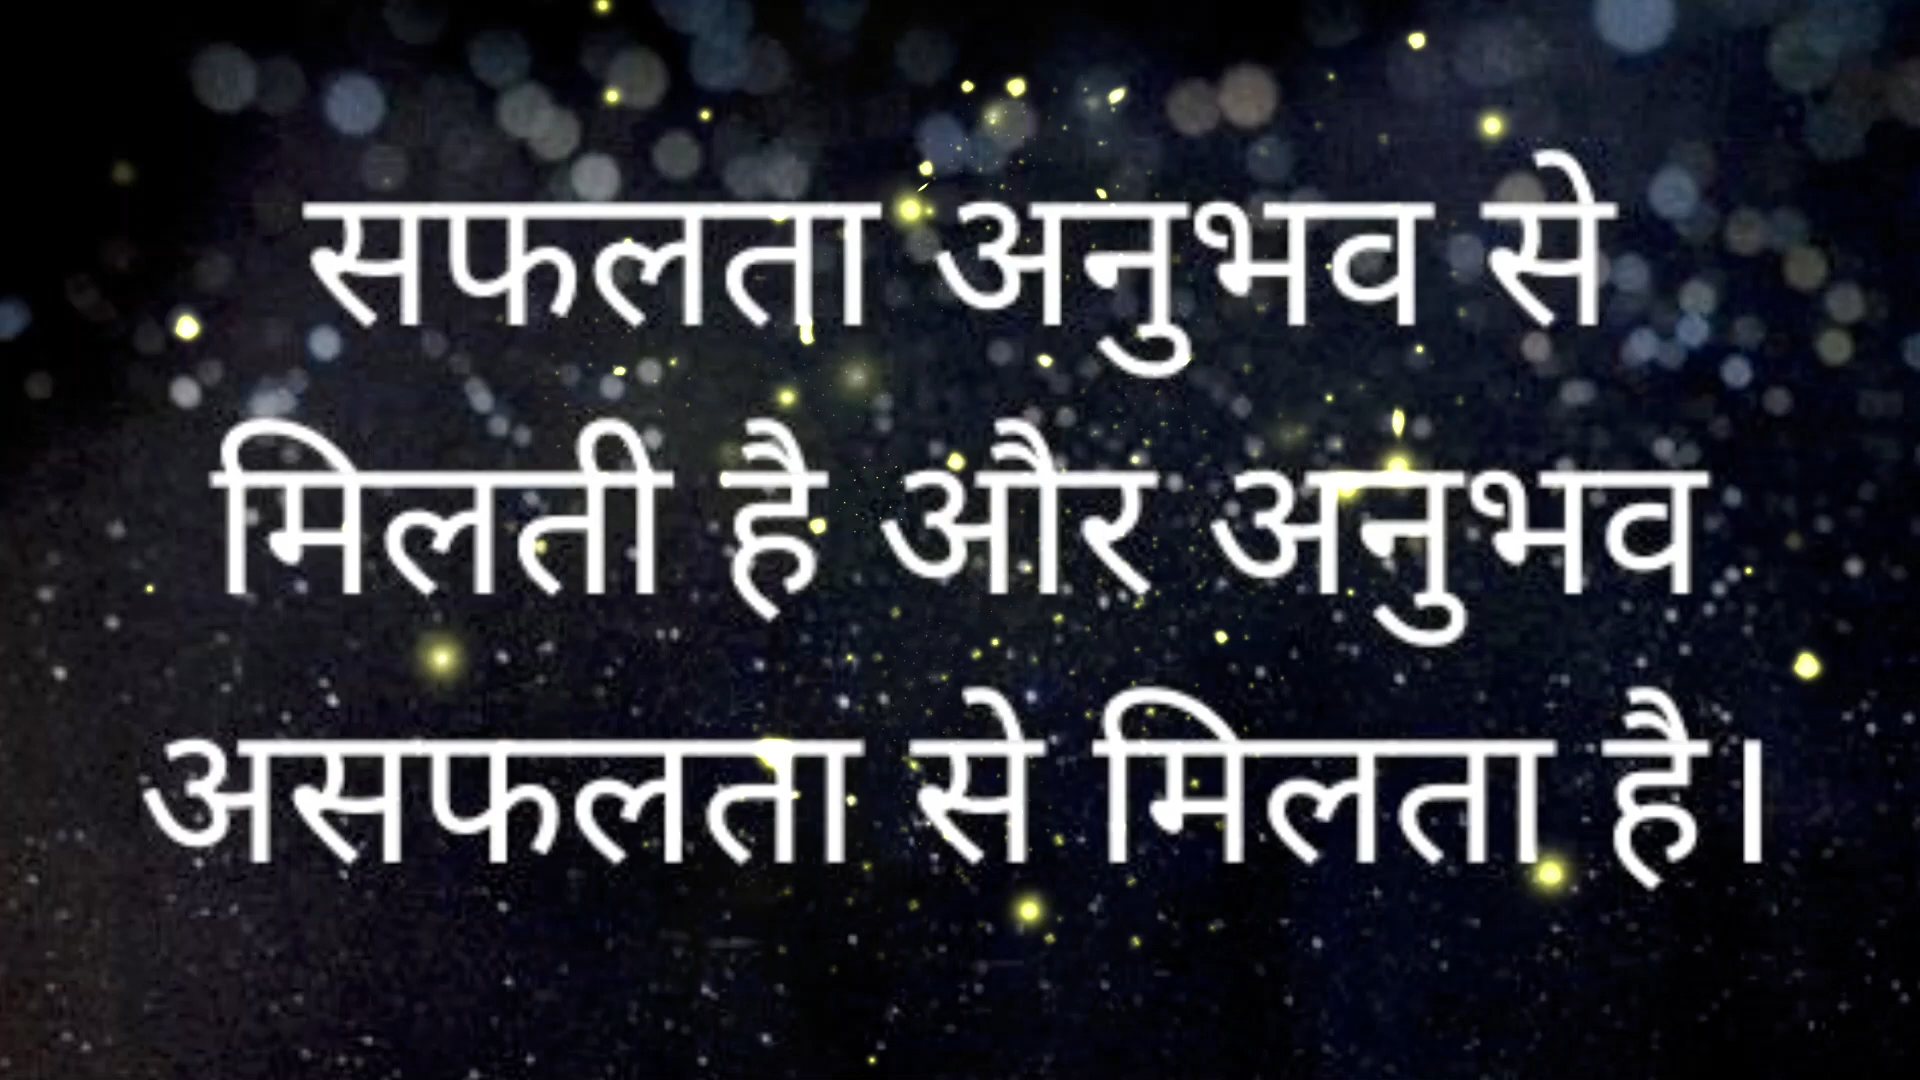 सफलता अनुभव से
मिलती है और अनुभव
असफलता से मिलता है।